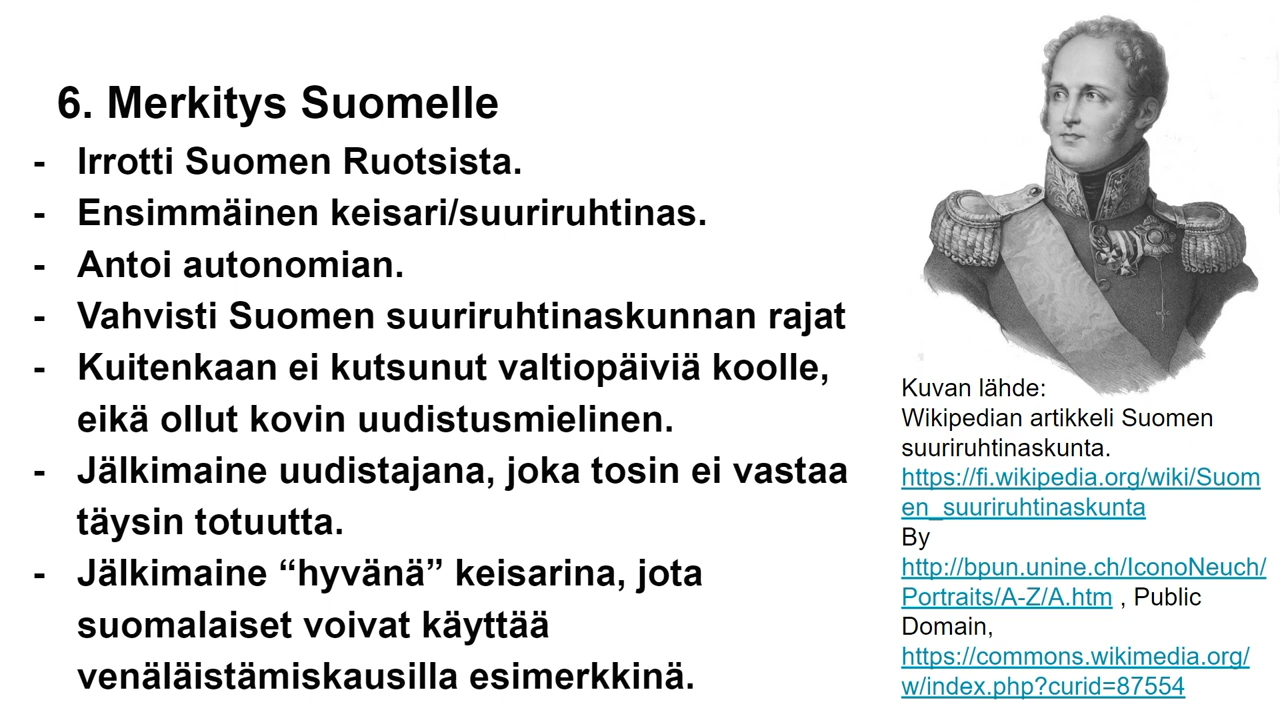 6. Merkitys Suomelle
- Irrotti Suomen Ruotsista.
- Ensimmäinen keisari/suuriruhtinas.
- Antoi autonomian.
- Vahvisti Suomen suuriruhtinaskunnan rajat
- Kuitenkaan ei kutsunut valtiopäiviä koolle,
eikä ollut kovin uudistusmielinen.
- Jälkimaine uudistajana, joka tosin ei vastaa
täysin totuutta.
- Jälkimaine “hyvänä” keisarina, jota
suomalaiset voivat käyttää
venäläistämiskausilla esimerkkinä.
Kuvan lähde:
Wikipedian artikkeli Suomen
suuriruhtinaskunta.
https://fi.wikipedia.org/wiki/Suom
en_suuriruhtinaskunta
By
http://bpun.unine.ch/IconoNeuch/
Portraits/A-Z/A.htm , Public
Domain,
https://commons.wikimedia.org/
w/index.php?curid=87554